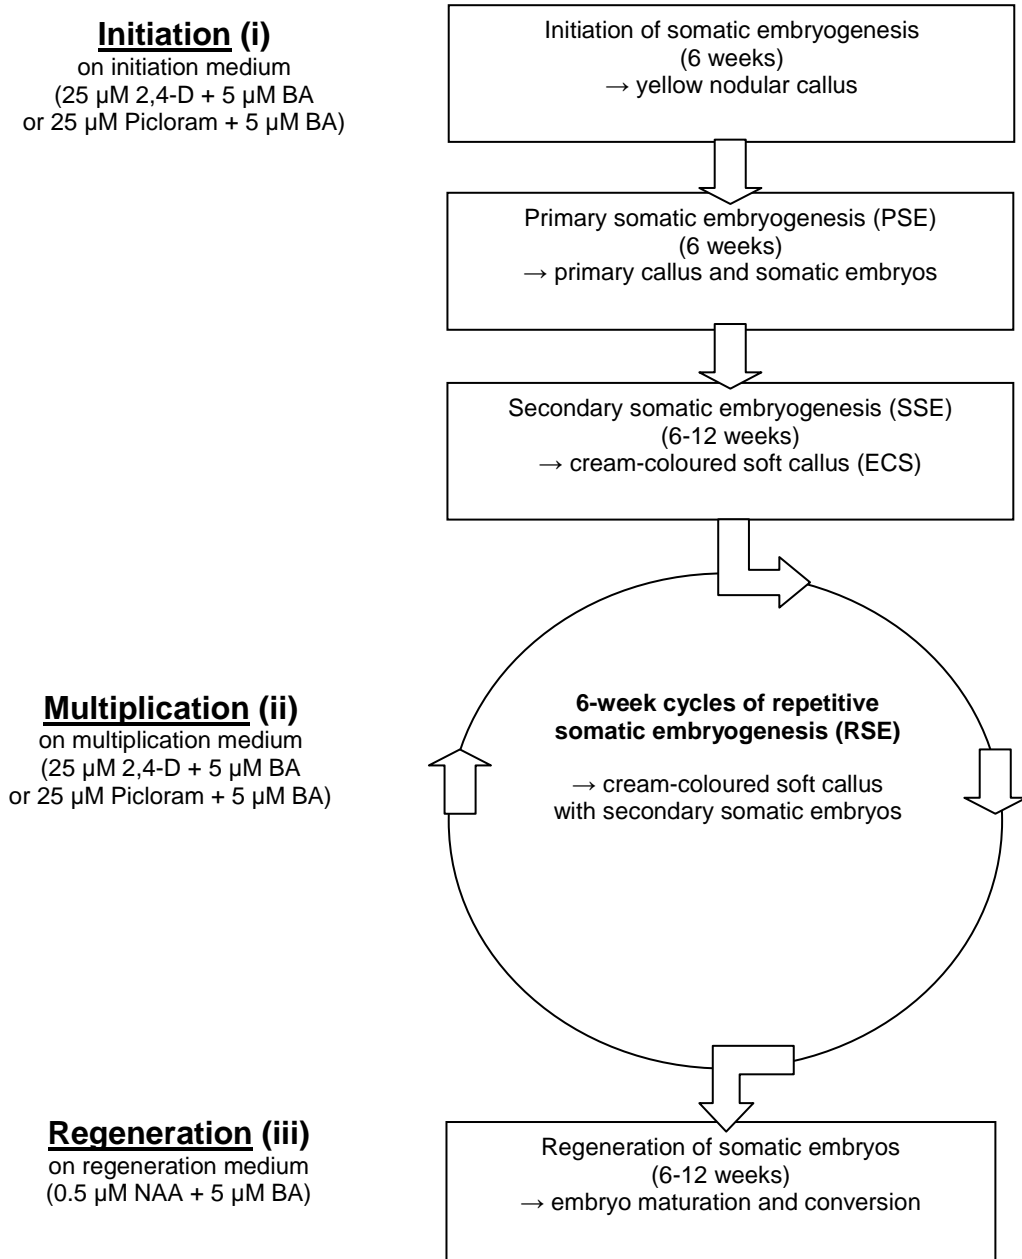 Initiation (i)
on initiation medium
(25 µM 2,4-D + 5 µM BA
or 25 µM Picloram + 5 µM BA)
Initiation of somatic embryogenesis
(6 weeks)
→ yellow nodular callus
Primary somatic embryogenesis (PSE)
(6 weeks)
→ primary callus and somatic embryos
Secondary somatic embryogenesis (SSE)
(6-12 weeks)
→ cream-coloured soft callus (ECS)
Multiplication (ii)
on multiplication medium
(25 µM 2,4-D + 5 µM BA
or 25 µM Picloram + 5 µM BA)
6-week cycles of repetitive
somatic embryogenesis (RSE)
→ cream-coloured soft callus
with secondary somatic embryos
Regeneration (iii)
on regeneration medium
(0.5 µM NAA + 5 µM BA)
Regeneration of somatic embryos
(6-12 weeks)
→ embryo maturation and conversion